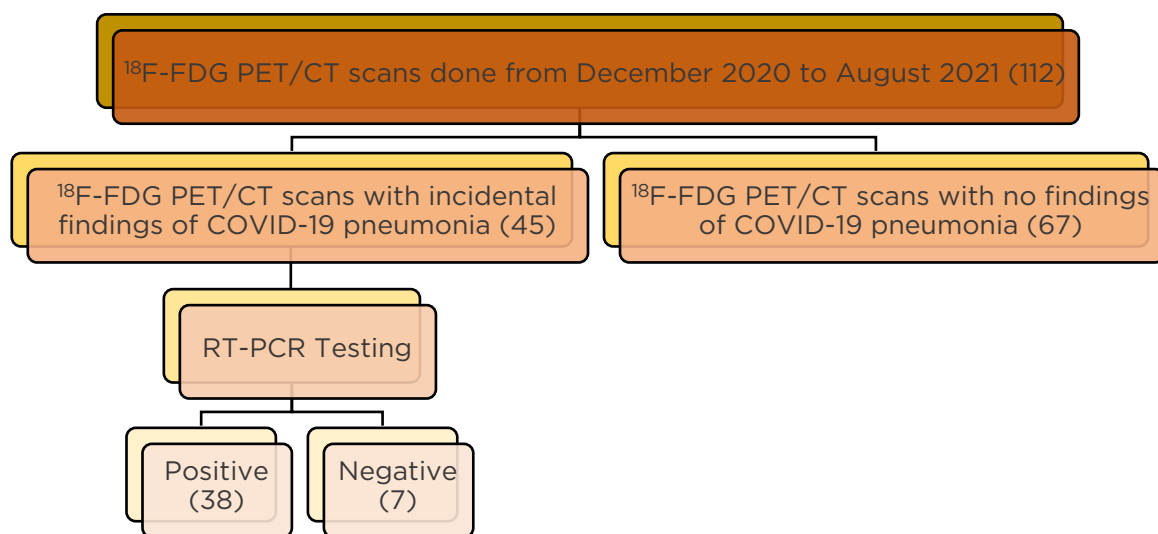 ¹⁸F-FDG PET/CT scans done from December 2020 to August 2021 (112)
¹⁸F-FDG PET/CT scans with incidental
findings of COVID-19 pneumonia (45)
¹⁸F-FDG PET/CT scans with no findings
of COVID-19 pneumonia (67)
RT-PCR Testing
Positive
(38)
Negative
(7)